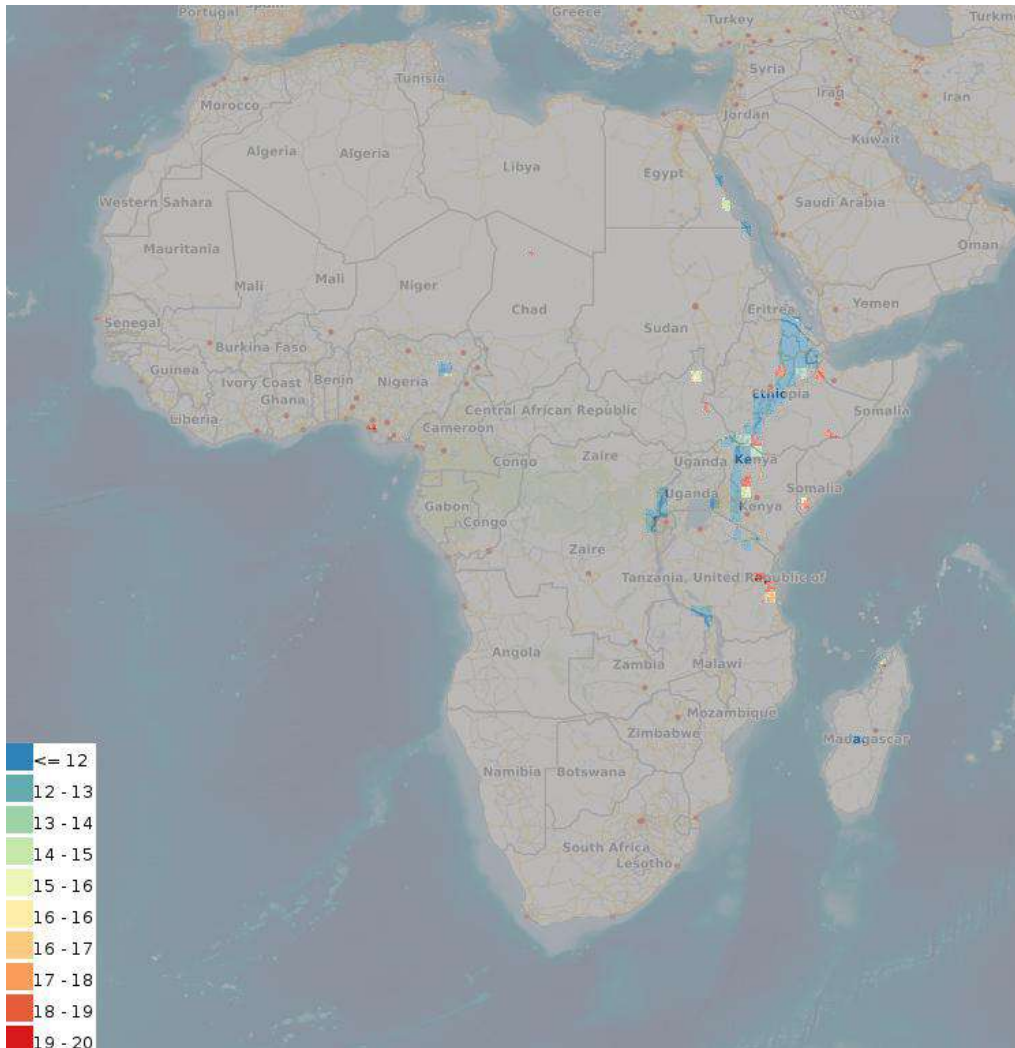 Portugal
Greece
Turkey
Tunisia
Syria
Morocco
Iraq
Iran
Jordan
Algeria
Algeria
Kuwait
Libya
Egypt
Western Sahara
Saudi Arabia
Mauritania
Oman
Mali
Mali
Niger
Chad
Eritrea
Yemen
Senegal
Sudan
Burkina Faso
Guinea
Ivory Coast
Benin
Nigeria
Ghana
Ethiopia
Liberia
Central African Republic
Somalia
Cameroon
Congo
Zaire
Uganda
Kenya
Gabon
Uganda
Somalia
Congo
Kenya
Zaire
Tanzania, United Republic of
Angola
Zambia
Malawi
Mozambique
Zimbabwe
Madagascar
Namibia
Botswana
South Africa
Lesotho
<= 12
12 - 13
13 - 14
14 - 15
15 - 16
16 - 16
16 - 17
17 - 18
18 - 19
19 - 20